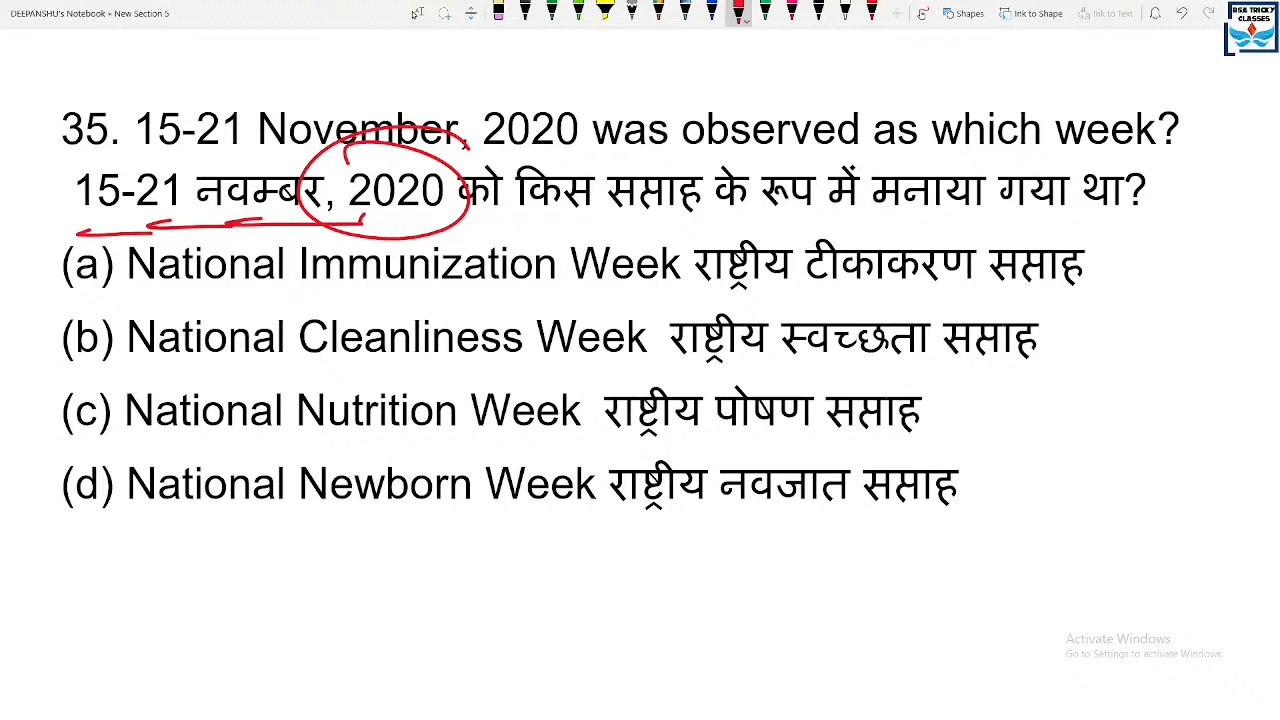 DEEPANSHU's Notebook » New Section 5
Shapes
Ink to Shape
Ink to Text
BSA TRICKY
CLASSES
35. 15-21 November, 2020 was observed as which week?
15-21 नवम्बर, 2020 को किस सप्ताह के रूप में मनाया गया था?
(a) National Immunization Week राष्ट्रीय टीकाकरण सप्ताह
(b) National Cleanliness Week राष्ट्रीय स्वच्छता सप्ताह
(c) National Nutrition Week राष्ट्रीय पोषण सप्ताह
(d) National Newborn Week राष्ट्रीय नवजात सप्ताह
Activate Windows
Go to Settings to activate Windows.